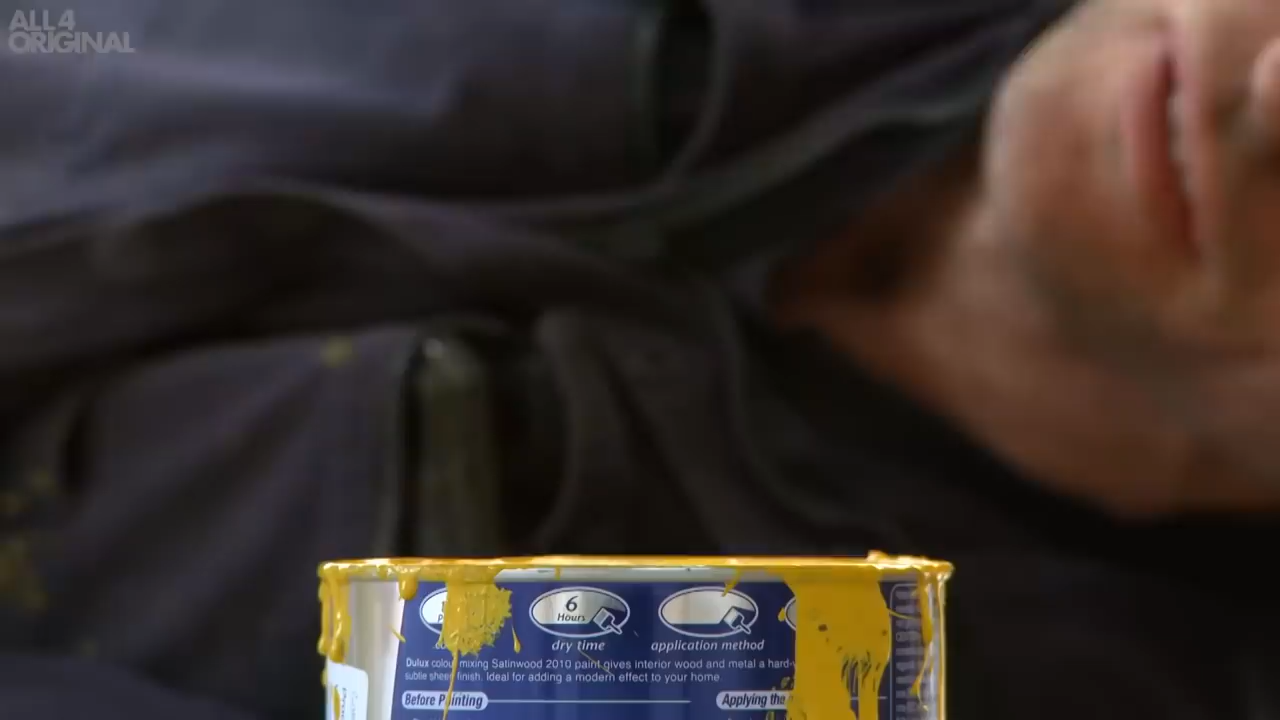 ALL 4
ORIGINAL
6
Hours
dry time
application method
Dulux colou mixing Satinwood 2010 paint gives interior wood and metal a hard
subtle sheen finish. Ideal for adding a modern effect to your home
Before Painting
Applying the